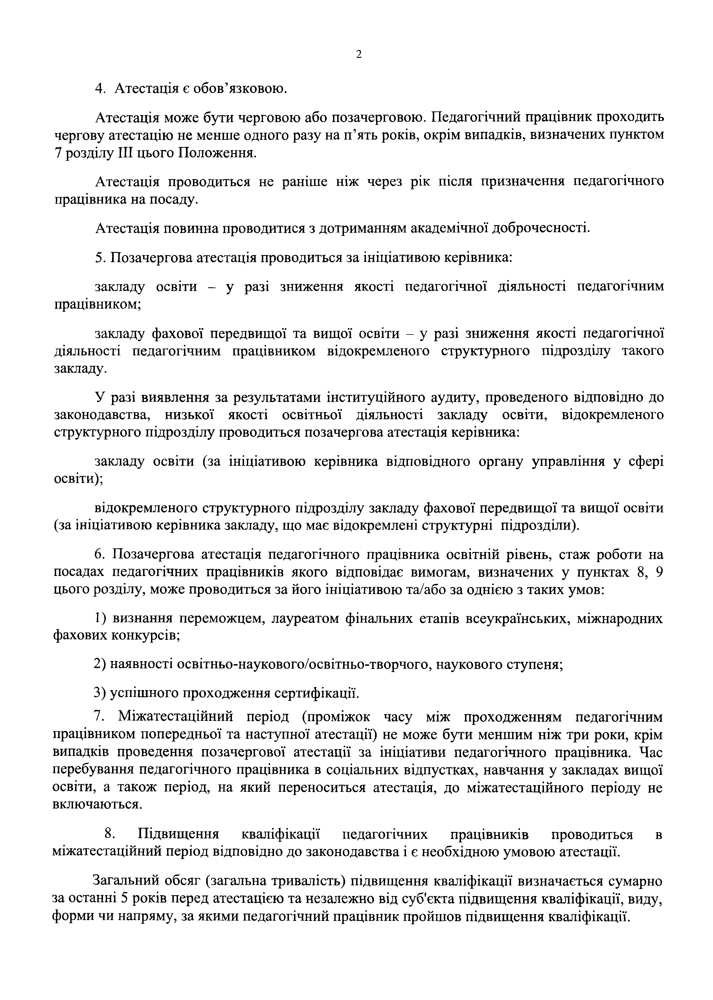 2
4. Атестація є обов’язковою.
Атестація може бути черговою або позачерговою. Педагогічний працівник проходить
чергову атестацію не менше одного разу на п’ять років, окрім випадків, визначених пунктом
7 розділу III цього Положення.
Атестація проводиться не раніше ніж через рік після призначення педагогічного
працівника на посаду.
Атестація повинна проводитися з дотриманням академічної доброчесності.
5. Позачергова атестація проводиться за ініціативою керівника:
закладу освіти – у разі зниження якості педагогічної діяльності педагогічним
працівником;
закладу фахової передвищої та вищої освіти – у разі зниження якості педагогічної
діяльності педагогічним працівником відокремленого структурного підрозділу такого
закладу.
У разі виявлення за результатами інституційного аудиту, проведеного відповідно до
законодавства, низької якості освітньої діяльності закладу освіти, відокремленого
структурного підрозділу проводиться позачергова атестація керівника:
закладу освіти (за ініціативою керівника відповідного органу управління у сфері
освіти);
відокремленого структурного підрозділу закладу фахової передвищої та вищої освіти
(за ініціативою керівника закладу, що має відокремлені структурні підрозділи).
6. Позачергова атестація педагогічного працівника освітній рівень, стаж роботи на
посадах педагогічних працівників якого відповідає вимогам, визначених у пунктах 8, 9
цього розділу, може проводиться за його ініціативою та/або за однією з таких умов:
1) визнання переможцем, лауреатом фінальних етапів всеукраїнських, міжнародних
фахових конкурсів;
2) наявності освітньо-наукового/освітньо-творчого, наукового ступеня;
3) успішного проходження сертифікації.
7. Міжатестаційний період (проміжок часу між проходженням педагогічним
працівником попередньої та наступної атестації) не може бути меншим ніж три роки, крім
випадків проведення позачергової атестації за ініціативи педагогічного працівника. Час
перебування педагогічного працівника в соціальних відпустках, навчання у закладах вищої
освіти, а також період, на який переноситься атестація, до міжатестаційного періоду не
включаються.
8. Підвищення кваліфікації педагогічних працівників проводиться в
міжатестаційний період відповідно до законодавства і є необхідною умовою атестації.
Загальний обсяг (загальна тривалість) підвищення кваліфікації визначається сумарно
за останні 5 років перед атестацією та незалежно від суб'єкта підвищення кваліфікації, виду,
форми чи напряму, за якими педагогічний працівник пройшов підвищення кваліфікації.